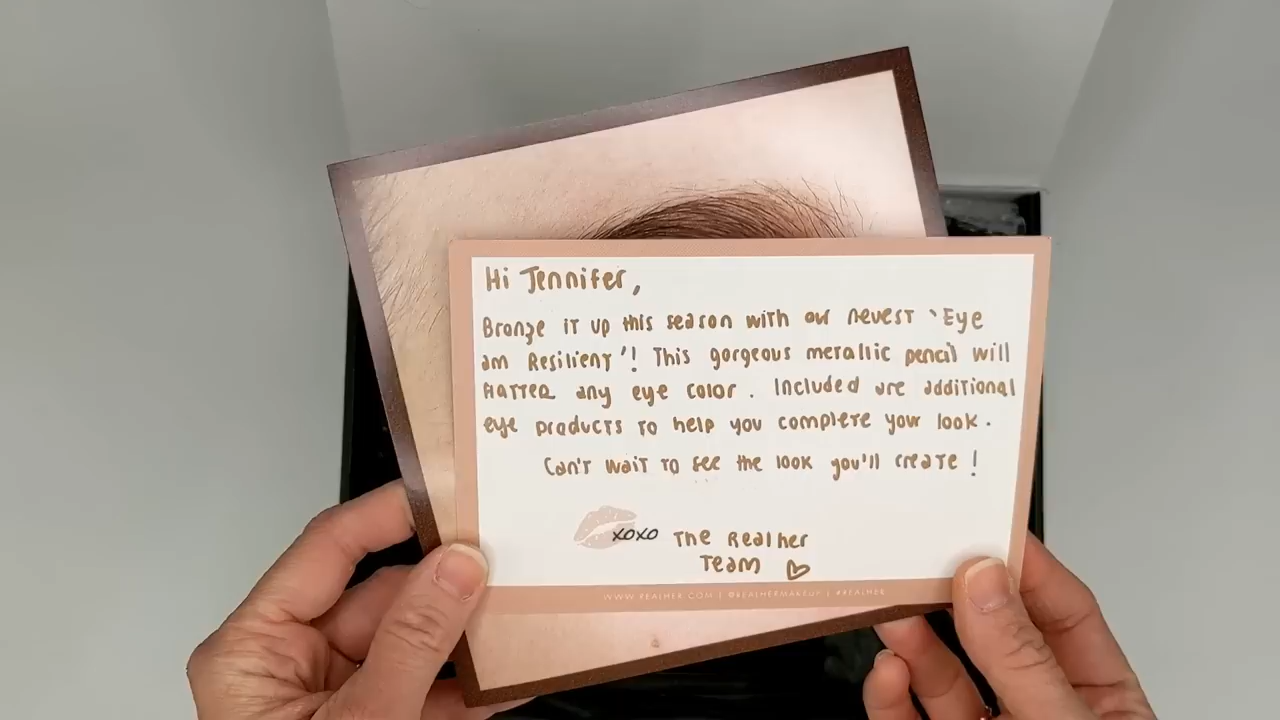 Hi Jennifer,
Bronze it up this season with our newest 'Eye
am Resilient'! This gorgeous metallic pencil will
flatter any eye color. Included are additional
eye products to help you complete your look.
Can't wait to see the look you'll create!
xoxo The Realher
Team
WWW.REALHER.COM | @REALHERMAKEUP | #REALHER